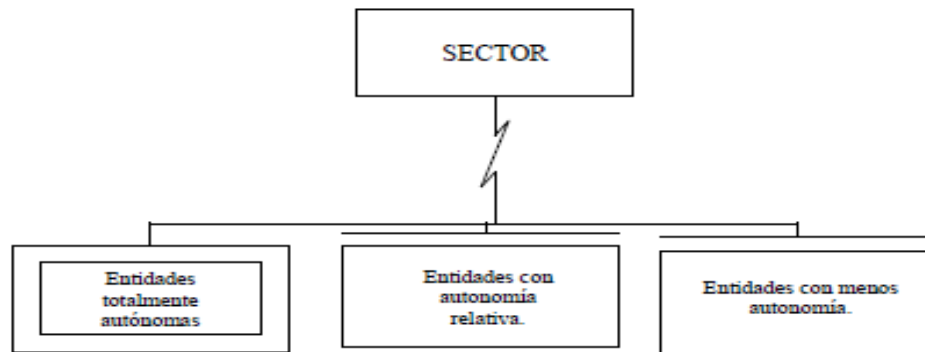 SECTOR
Entidades
totalmente
autónomas
Entidades con
autonomía
relativa.
Entidades con menos
autonomía.